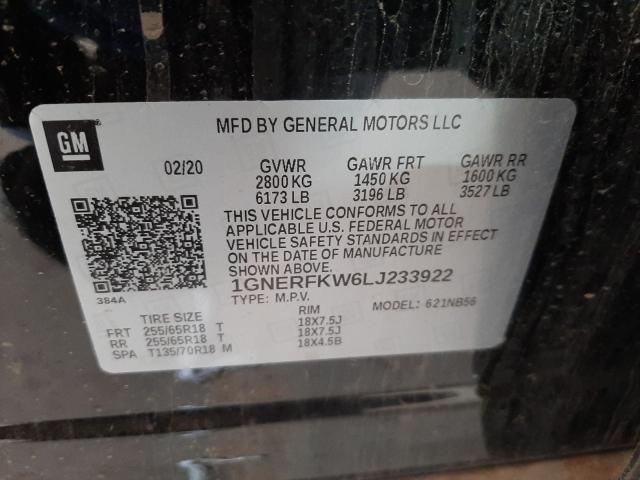 GM
MFD BY GENERAL MOTORS LLC
02/20 GVWR GAWR FRT GAWR RR
2800 KG 1450 KG 1600 KG
6173 LB 3196 LB 3527 LB
THIS VEHICLE CONFORMS TO ALL
APPLICABLE U.S. FEDERAL MOTOR
VEHICLE SAFETY STANDARDS IN EFFECT
ON THE DATE OF MANUFACTURE
SHOWN ABOVE.
384A
1GNERFKW6LJ233922
TYPE: M.P.V. MODEL: 621NB56
TIRE SIZE RIM
FRT 255/65R18 T 18X7.5J
RR 255/65R18 T 18X7.5J
SPA T135/70R18 M 18X4.5B